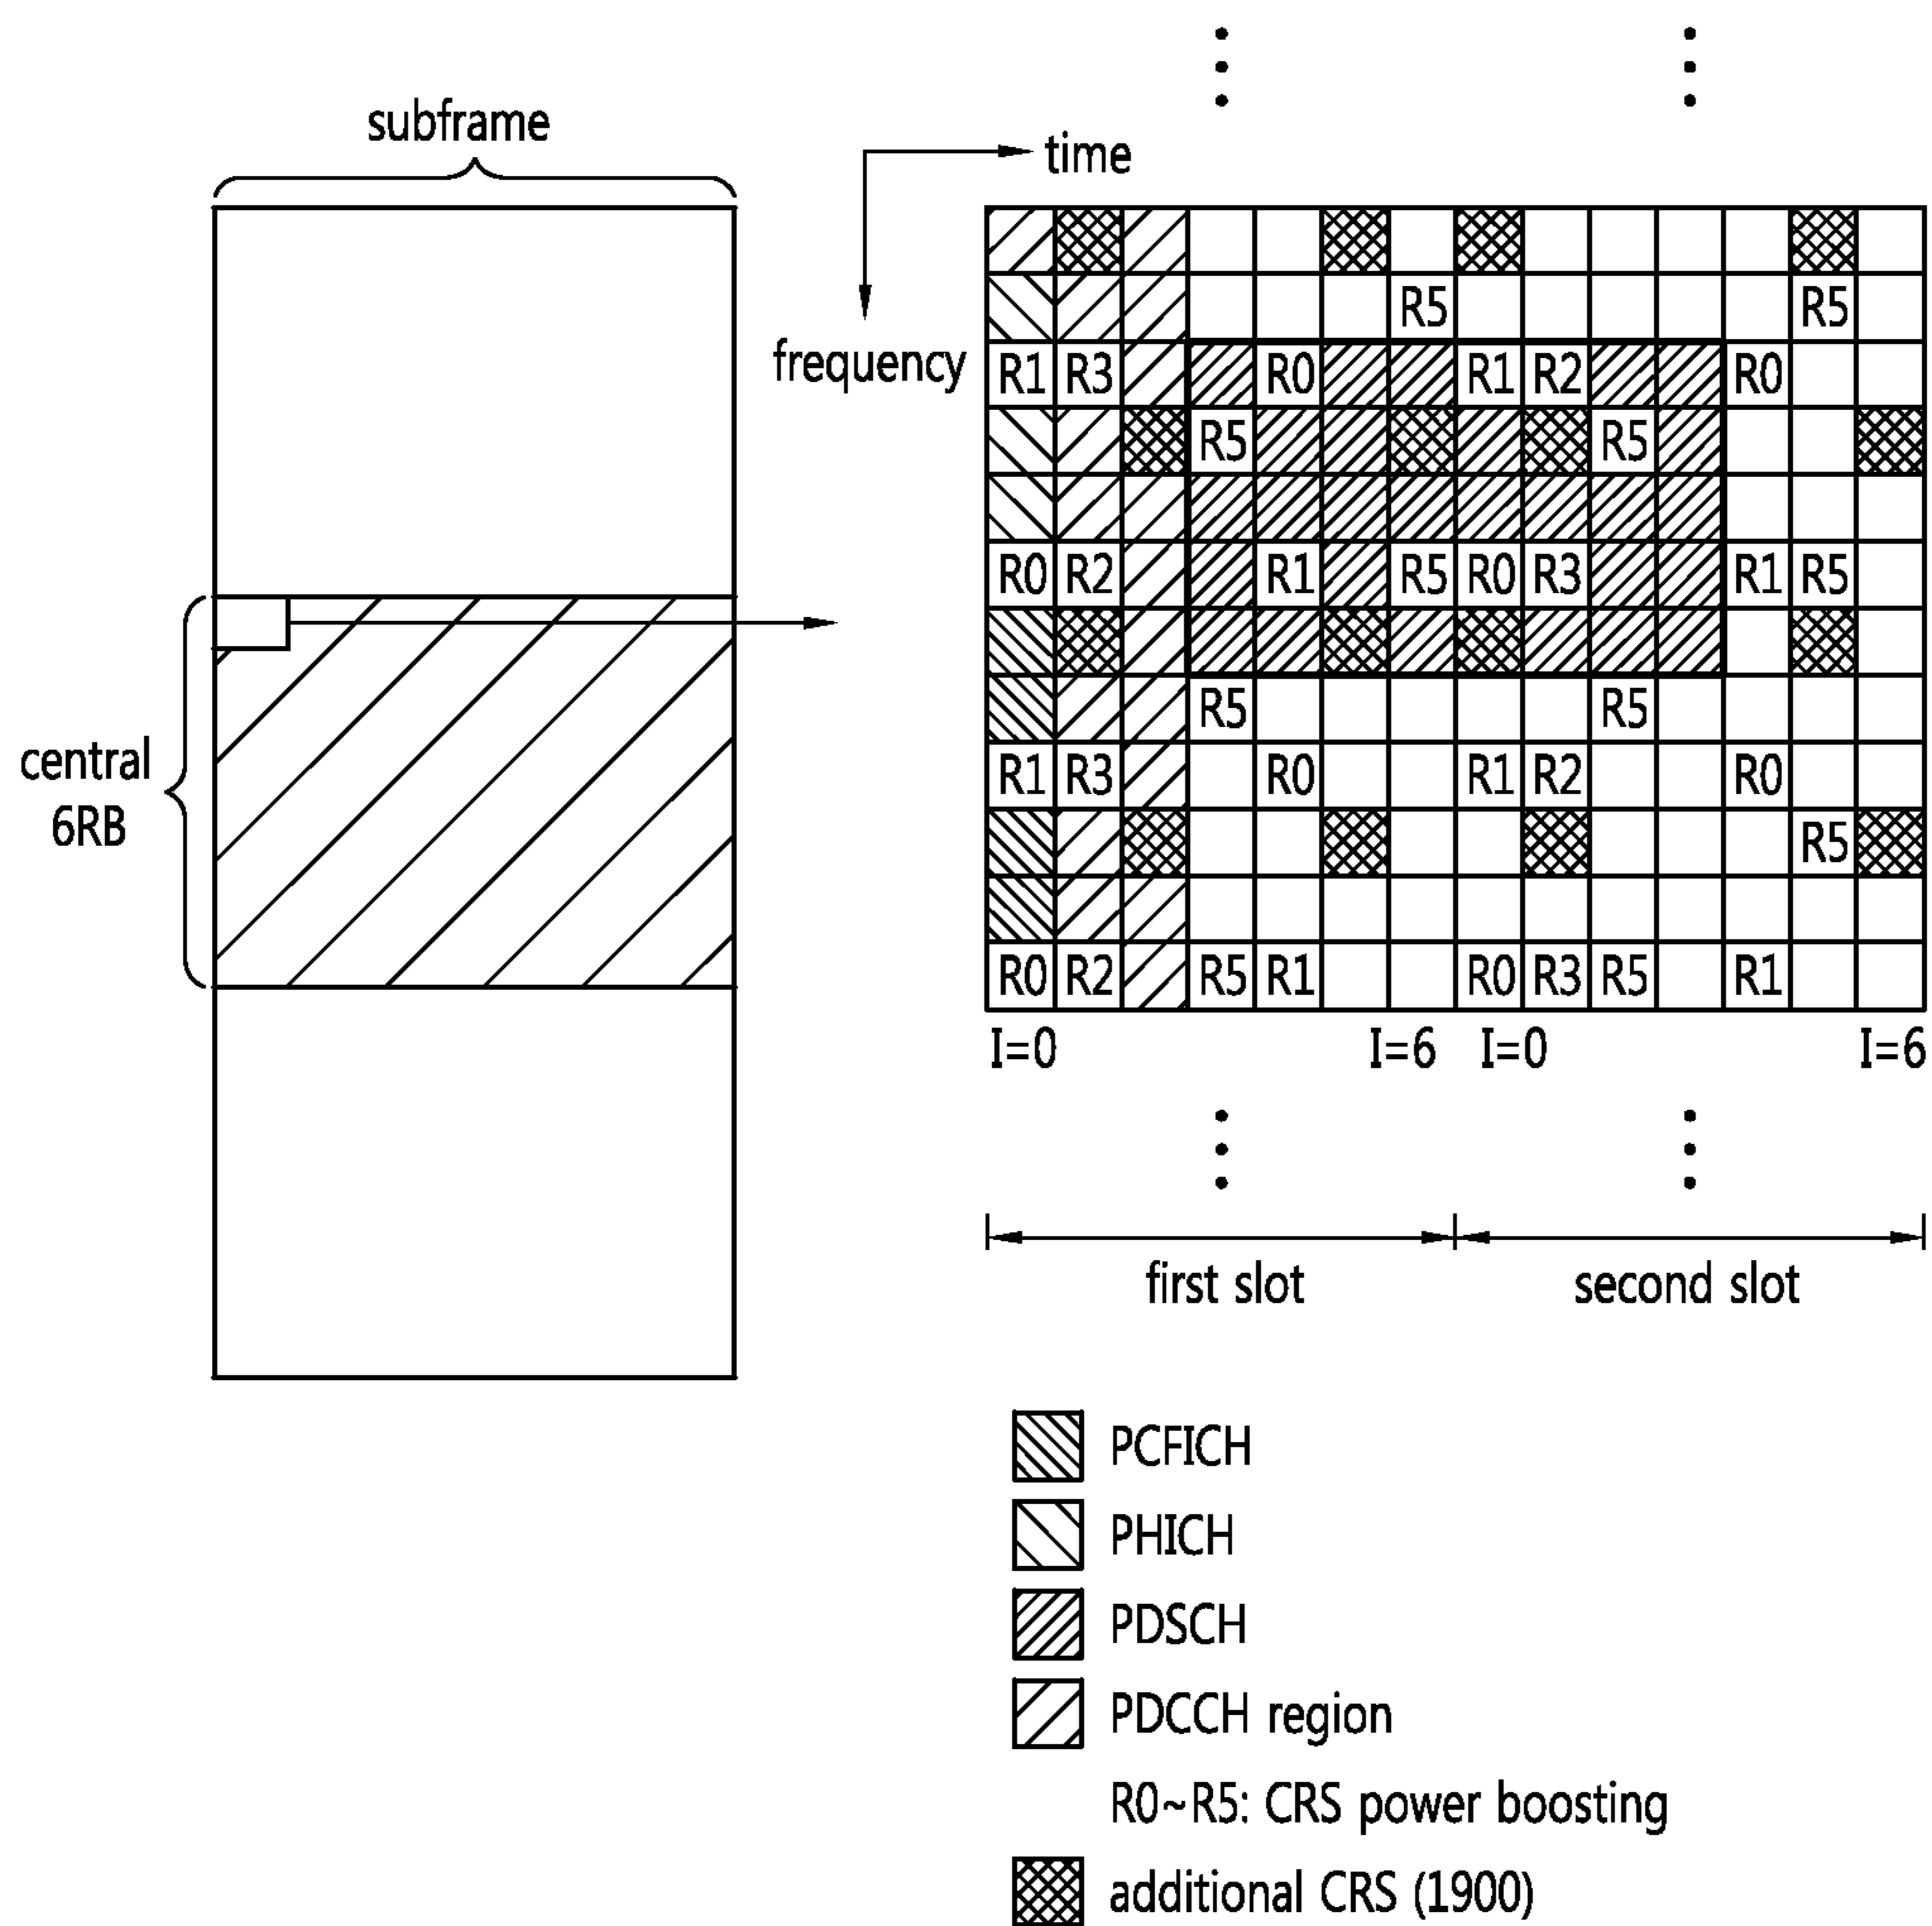 subframe
time
frequency
R5 R5
R1 R3 R0 R1 R2 R0
R5 R5
R0 R2 R1 R5 R0 R3 R1 R5
R5 R5
R1 R3 R0 R1 R2 R0
R5
R0 R2 R5 R1 R0 R3 R5 R1
I=0 I=6 I=0 I=6
central
6RB
first slot second slot
PCFICH
PHICH
PDSCH
PDCCH region
R0~R5: CRS power boosting
additional CRS (1900)